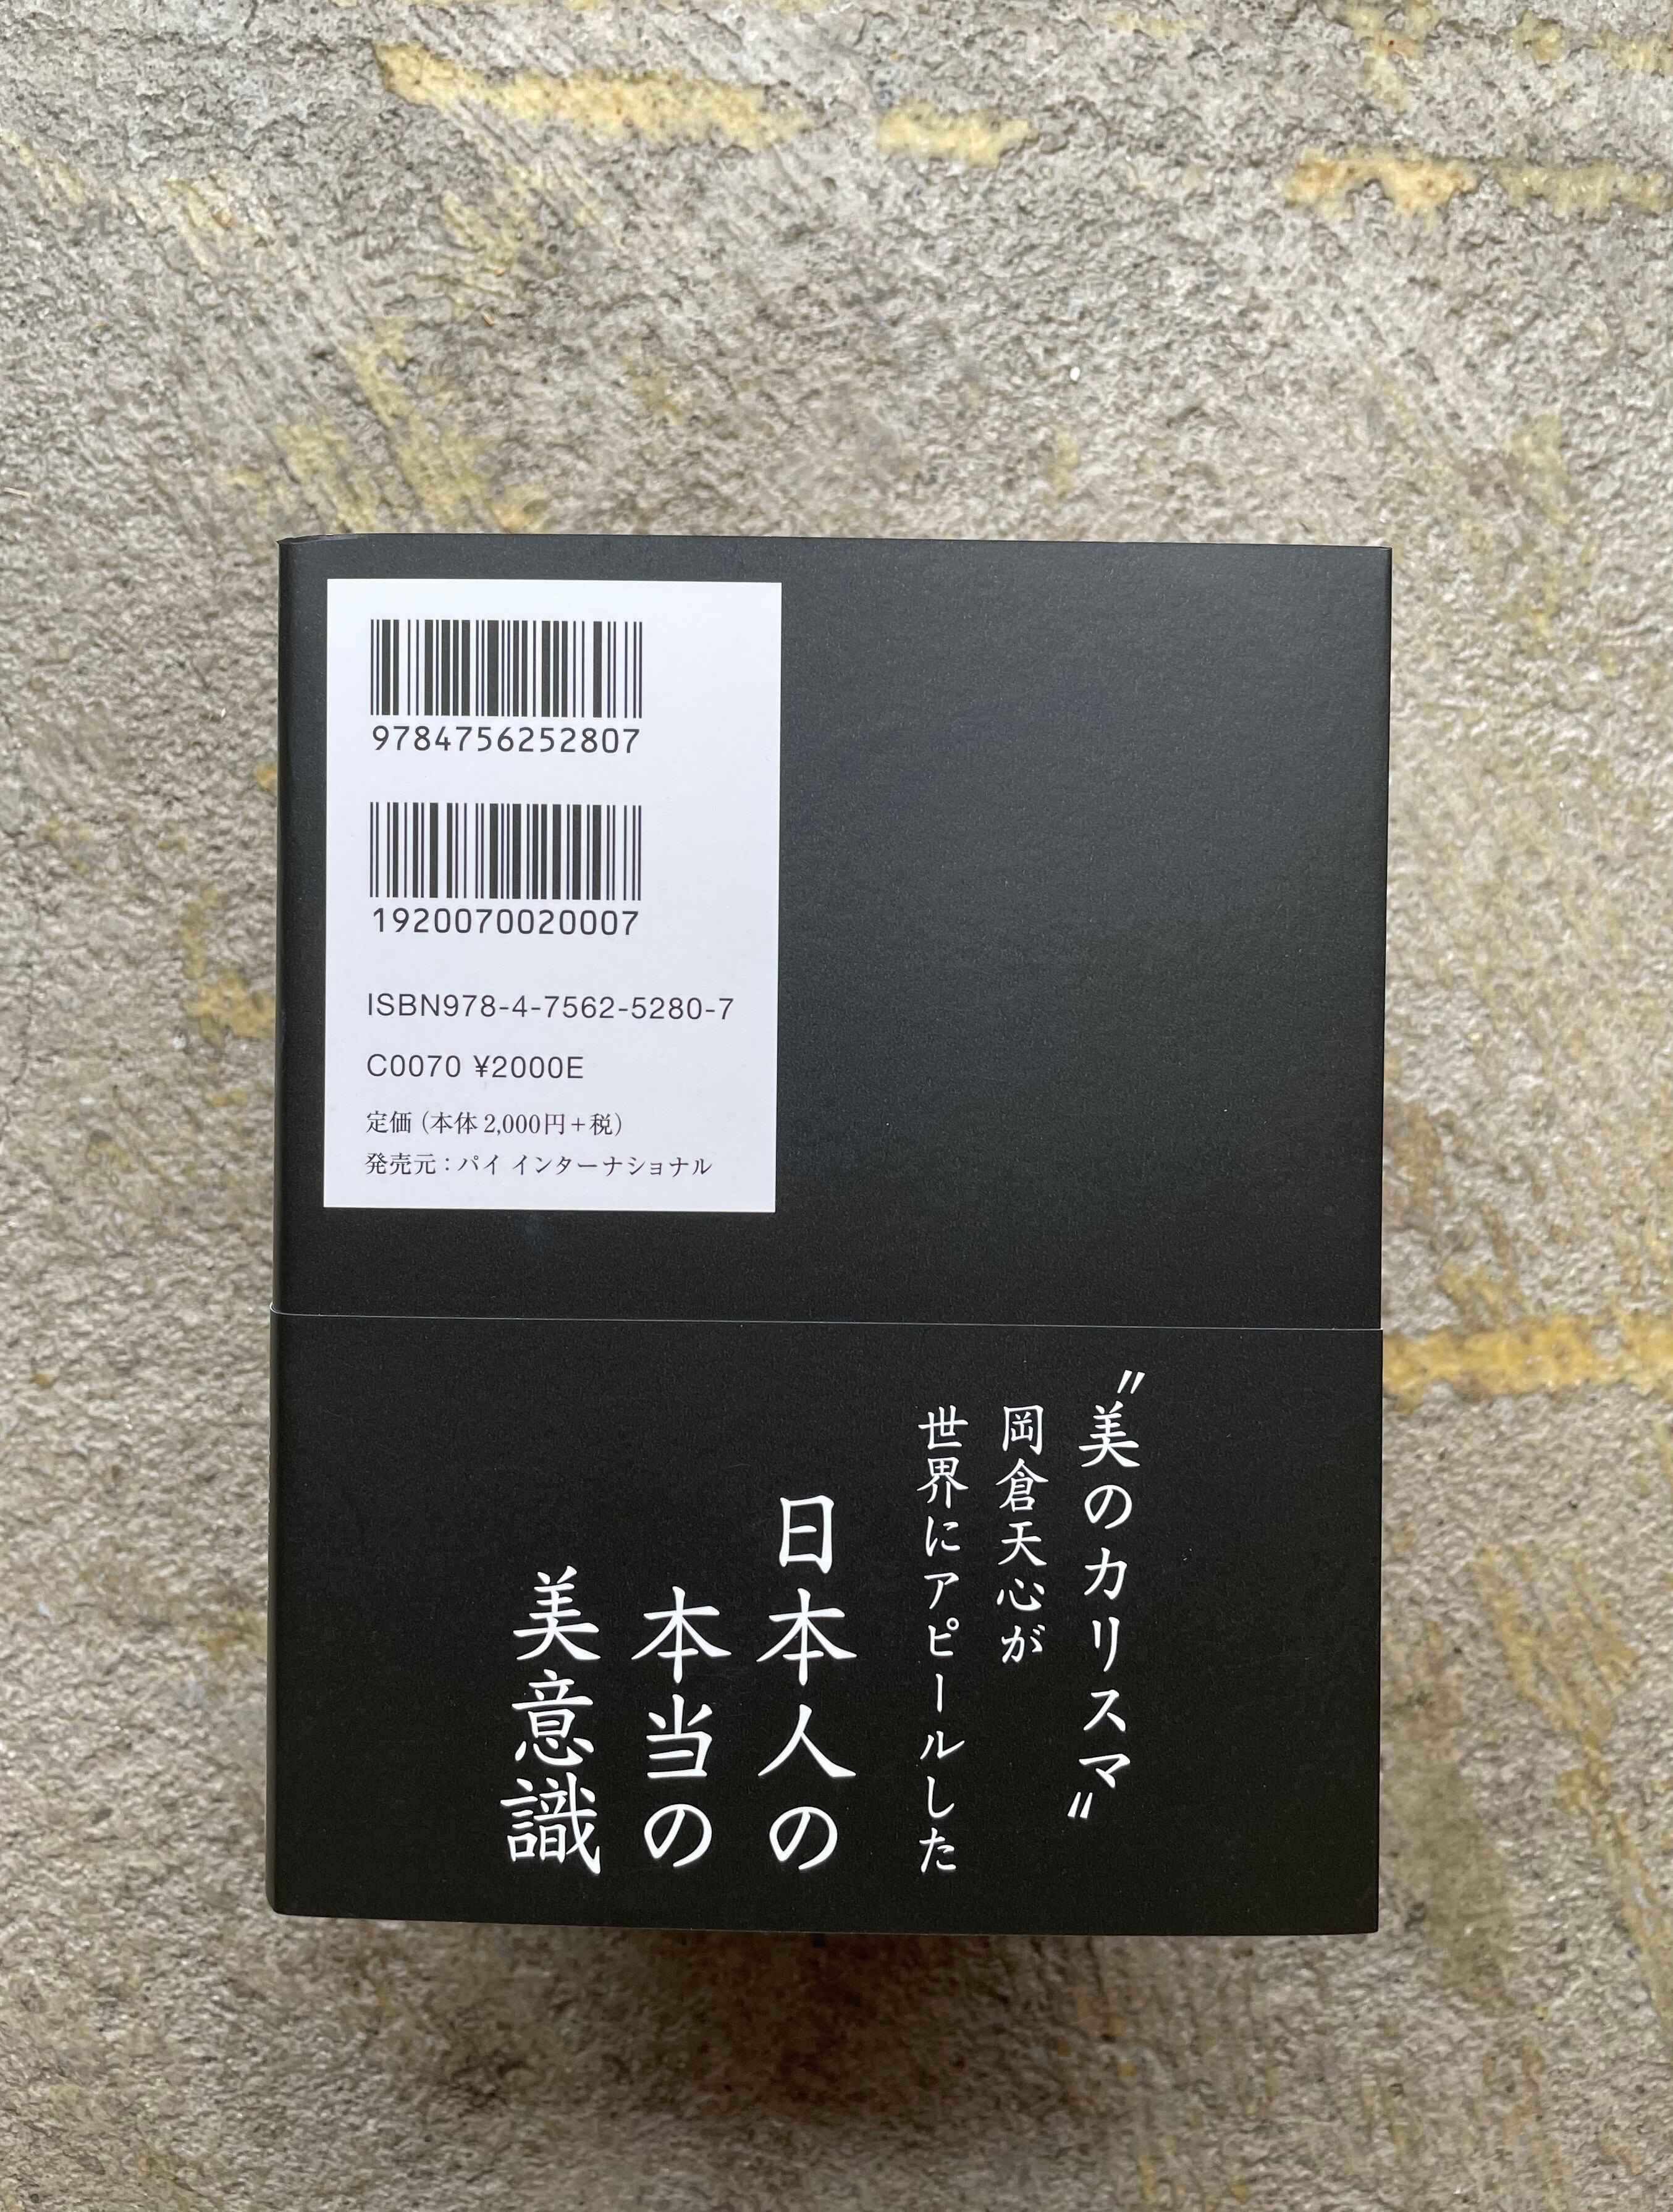 9784756252807
1920070020007
ISBN978-4-7562-5280-7
C0070 ¥2000E
定価（本体2,000円＋税）
発売元：パイ インターナショナル
〝美のカリスマ〟
岡倉天心が
世界にアピールした
日本人の
本当の
美意識